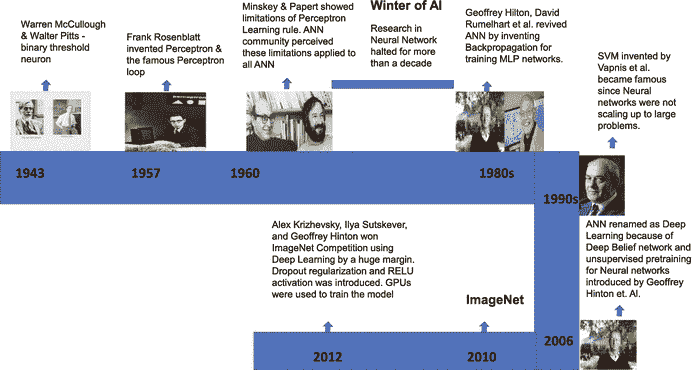 Warren McCullough
& Walter Pitts -
binary threshold
neuron
Frank Rosenblatt
invented Perceptron &
the famous Perceptron
loop
Minskey & Papert showed
limitations of Perceptron
Learning rule. ANN
community perceived
these limitations applied to
all ANN
Winter of AI
Research in
Neural Network
halted for more
than a decade
Geoffrey Hilton, David
Rumelhart et al. revived
ANN by inventing
Backpropagation for
training MLP networks.
SVM invented by
Vapnis et al.
became famous
since Neural
networks were not
scaling up to large
problems.
1943
1957
1960
1980s
1990s
Alex Krizhevsky, Ilya Sutskever,
and Geoffrey Hinton won
ImageNet Competition using
Deep Learning by a huge margin.
Dropout regularization and RELU
activation was introduced. GPUs
were used to train the model
ImageNet
ANN renamed as Deep
Learning because of
Deep Belief network and
unsupervised pretraining
for Neural networks
introduced by Geoffrey
Hinton et. Al.
2012
2010
2006